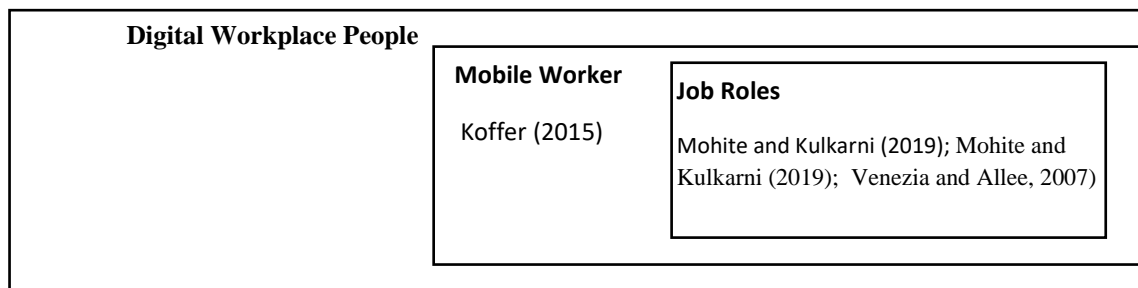 Digital Workplace People
Mobile Worker
Koffer (2015)
Job Roles
Mohite and Kulkarni (2019); Mohite and
Kulkarni (2019);  Venezia and Allee, 2007)